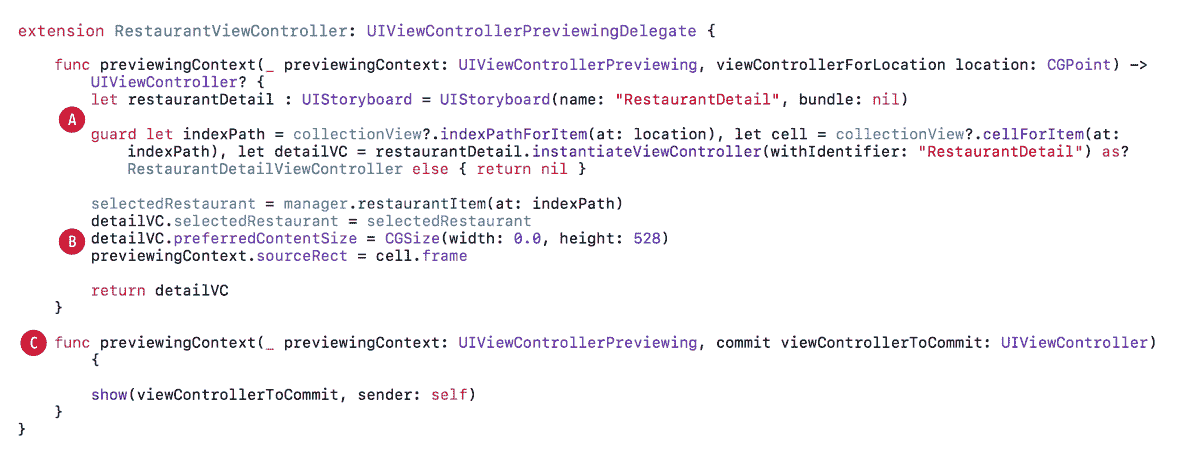 extension RestaurantViewController: UIViewControllerPreviewingDelegate {
func previewingContext(_ previewingContext: UIViewControllerPreviewing, viewControllerForLocation location: CGPoint) ->
UIViewController? {
let restaurantDetail : UIStoryboard = UIStoryboard(name: "RestaurantDetail", bundle: nil)
A
guard let indexPath = collectionView?.indexPathForItem(at: location), let cell = collectionView?.cellForItem(at:
indexPath), let detailVC = restaurantDetail.instantiateViewController(withIdentifier: "RestaurantDetail") as?
RestaurantDetailViewController else { return nil }
selectedRestaurant = manager.restaurantItem(at: indexPath)
detailVC.selectedRestaurant = selectedRestaurant
B detailVC.preferredContentSize = CGSize(width: 0.0, height: 528)
previewingContext.sourceRect = cell.frame
return detailVC
}
C func previewingContext(_ previewingContext: UIViewControllerPreviewing, commit viewControllerToCommit: UIViewController)
{
show(viewControllerToCommit, sender: self)
}
}